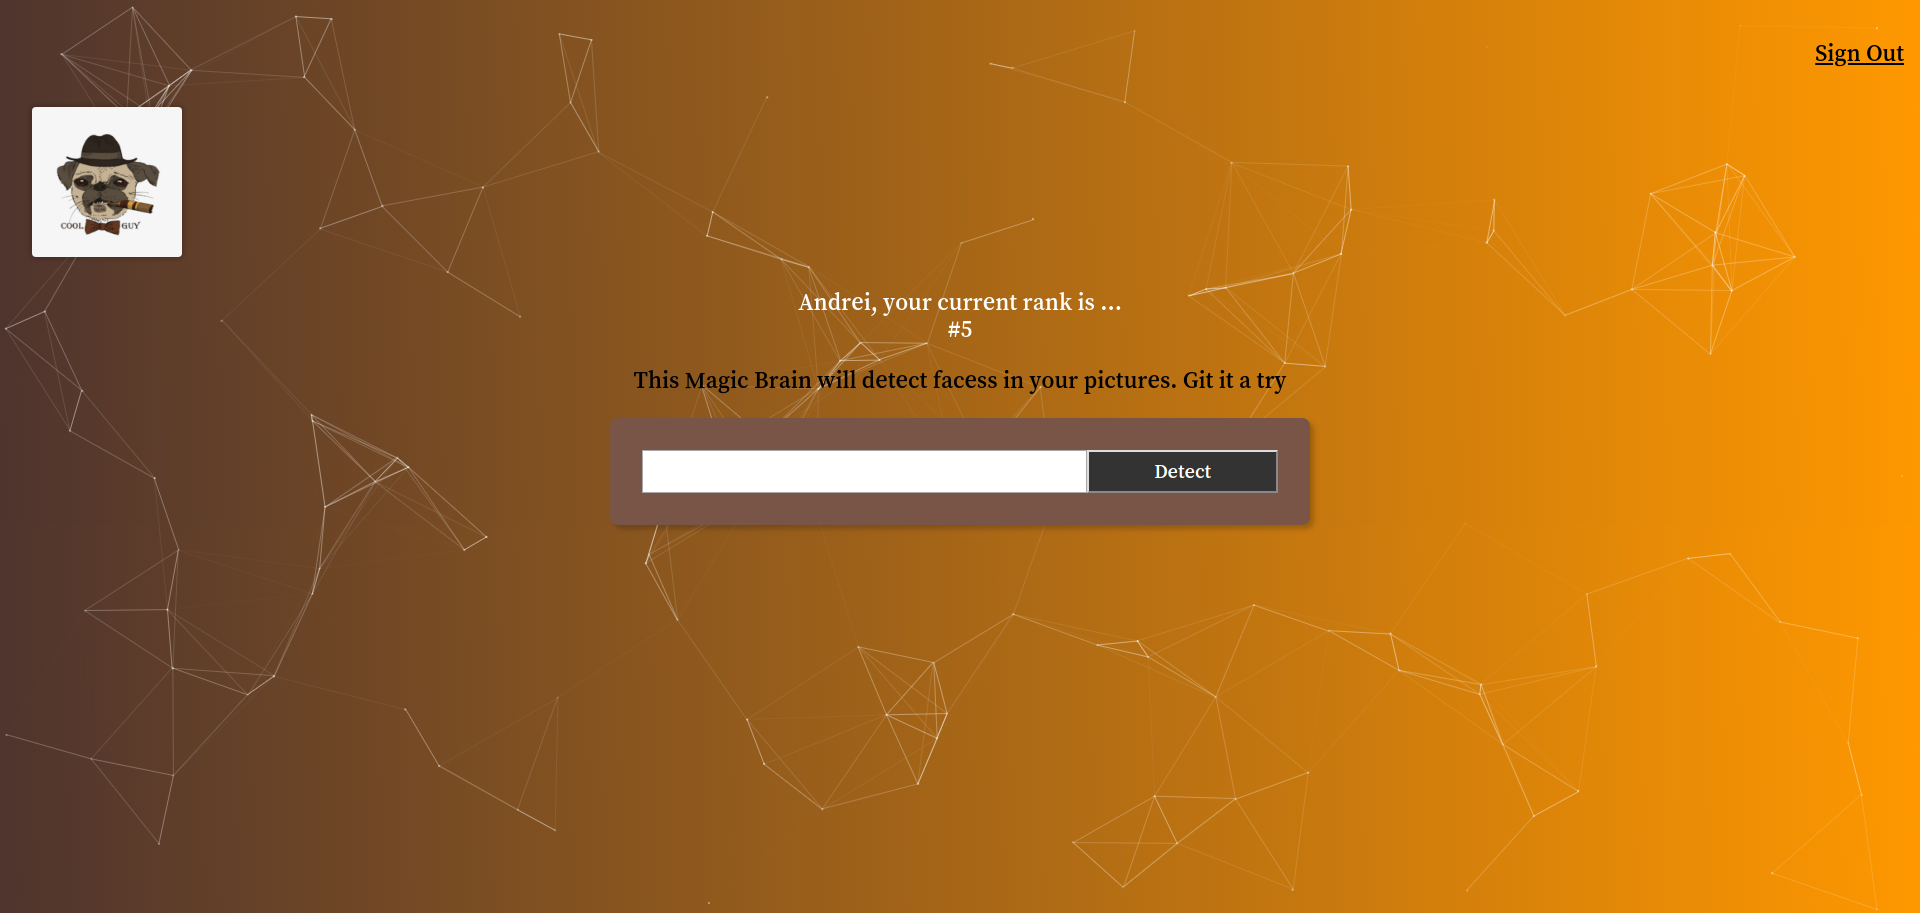 Sign Out
COOL GUY
Andrei, your current rank is ...
#5
This Magic Brain will detect facess in your pictures. Git it a try
Detect